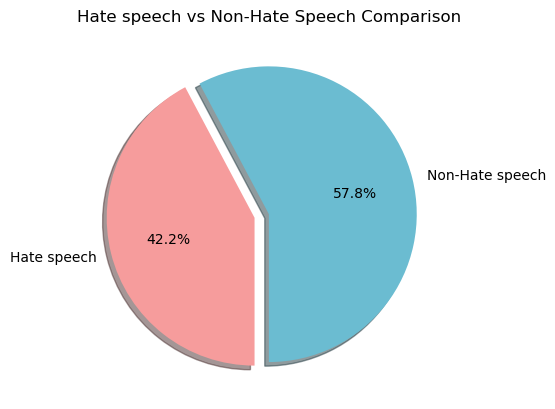 Hate speech vs Non-Hate Speech Comparison
57.8%
Non-Hate speech
42.2%
Hate speech